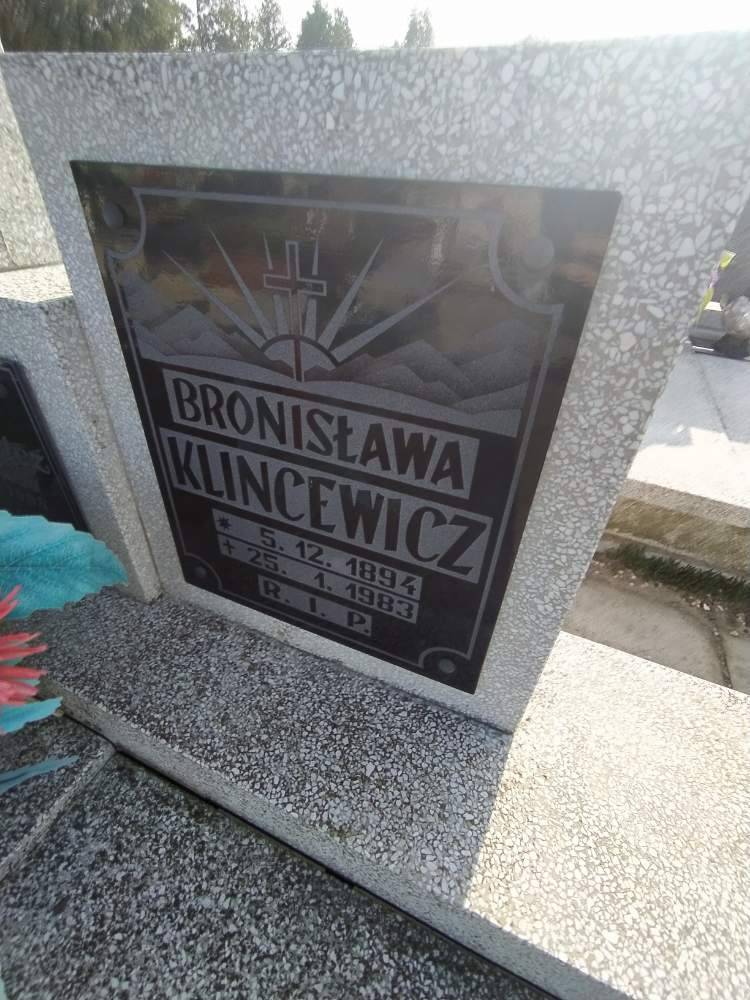 BRONISŁAWA
KLINCEWICZ
* 5. 12. 1894
+ 25. 1. 1983
R. I. P.